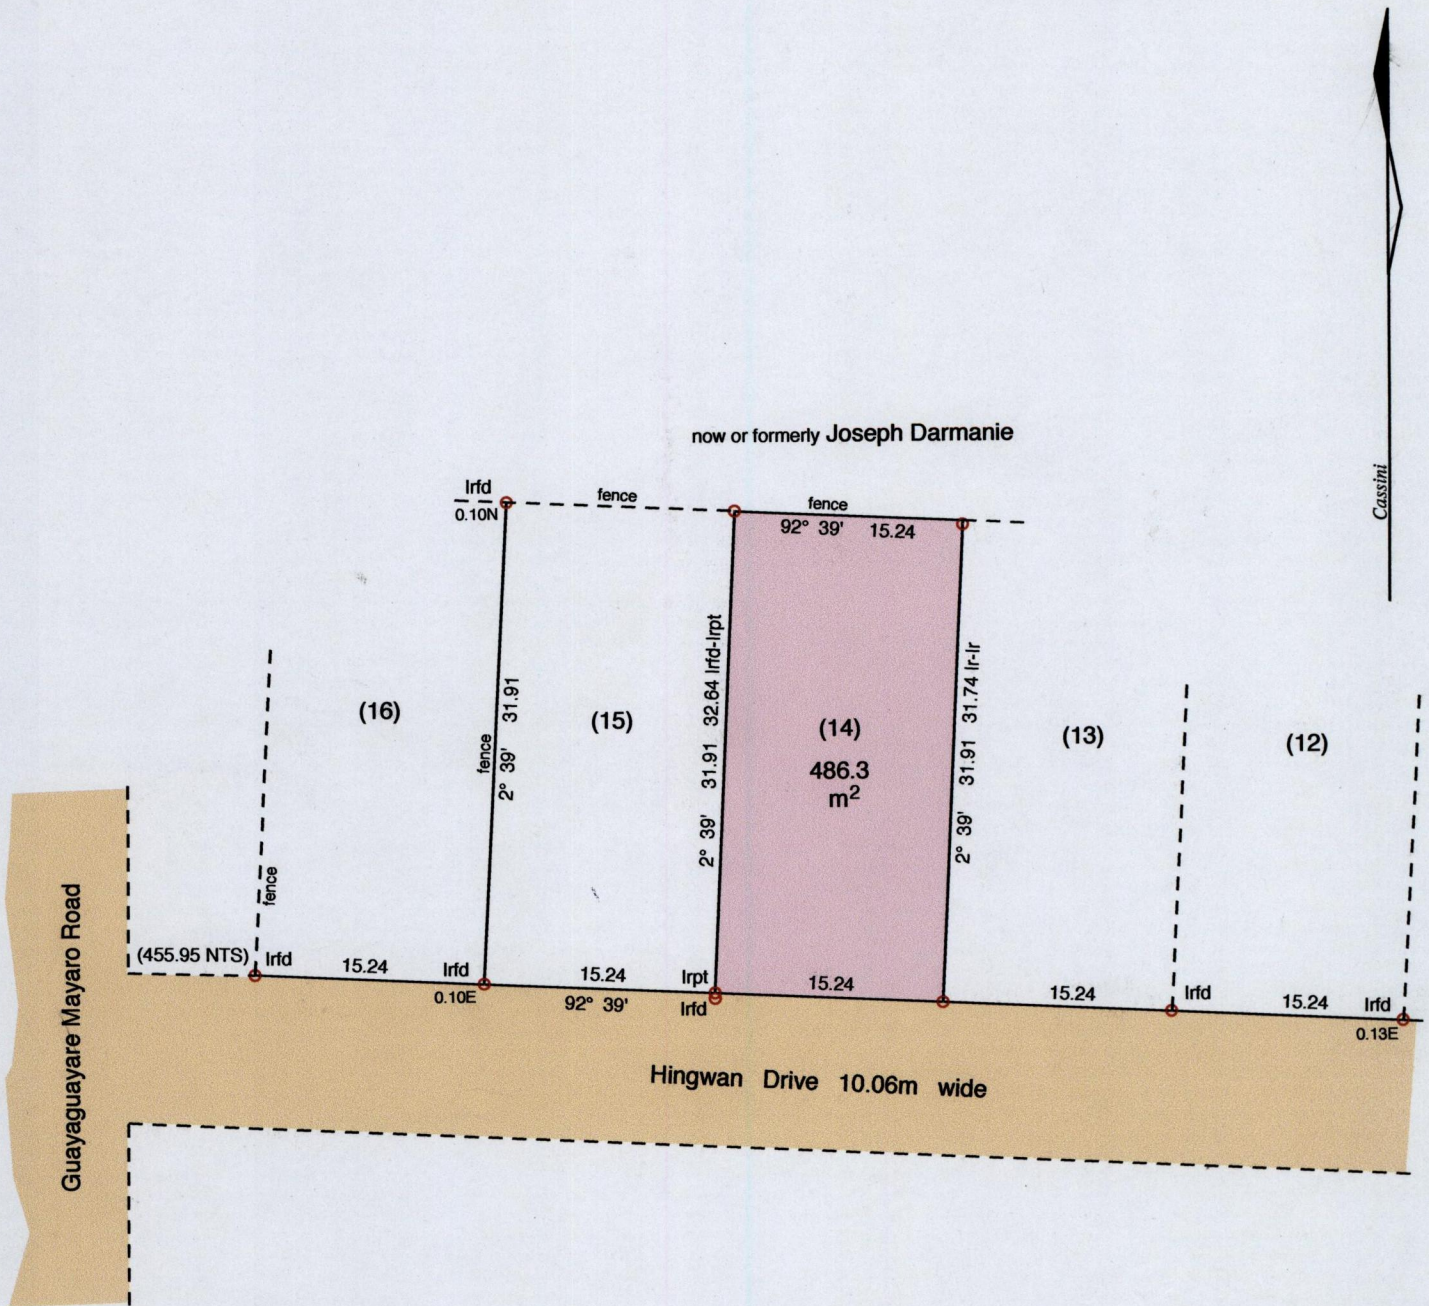 now or formerly Joseph Darmanie
Cassini
Irfd
0.10N
fence
fence
92° 39' 15.24
fence
2° 39' 31.91
2° 39' 31.91 32.64 Irfd-Irpt
2° 39' 31.91 31.74 Ir-Ir
(16)
(15)
(14)
486.3
m²
(13)
(12)
fence
Guayaguayare Mayaro Road
(455.95 NTS)
Irfd
15.24
Irfd
0.10E
15.24
92° 39'
Irpt
Irfd
15.24
15.24
Irfd
15.24
Irfd
0.13E
Hingwan Drive 10.06m wide